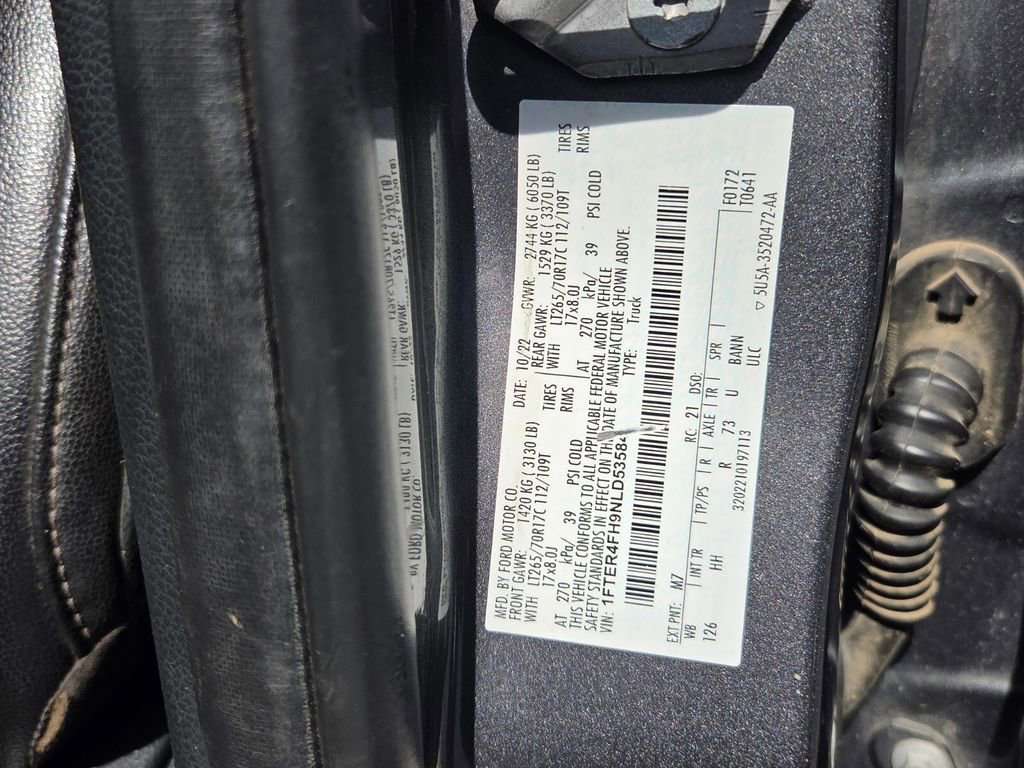 MFD. BY FORD MOTOR CO.
DATE: 10/22 GVWR: 2744 KG ( 6050 LB)
FRONT GAWR: 1420 KG ( 3130 LB) REAR GAWR: 1529 KG ( 3370 LB)
WITH LT265/70R17C 112/109T TIRES WITH LT265/70R17C 112/109T TIRES
17x8.0J RIMS 17x8.0J RIMS
AT 270 kPa/ 39 PSI COLD AT 270 kPa/ 39 PSI COLD
THIS VEHICLE CONFORMS TO ALL APPLICABLE FEDERAL MOTOR VEHICLE
SAFETY STANDARDS IN EFFECT ON THE DATE OF MANUFACTURE SHOWN ABOVE.
VIN: 1FTER4FH9NLD53584 TYPE: Truck
EXT PNT: M7 RC: 21 DSO: F0172
WB INT TR TP/PS R AXLE TR SPR T0641
126 HH R 73 U BANN
3202210197113 ULC
▽ 5U5A-3520472-AA